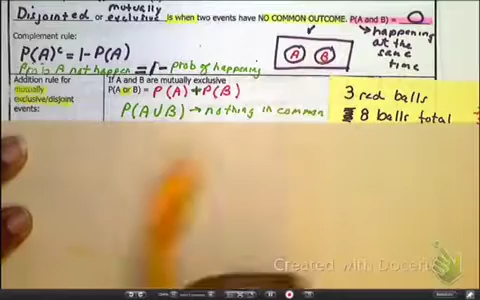 Disjointed or mutually exclusive is when two events have NO COMMON OUTCOME. P(A and B) = 0
happening
at the
same
time
Complement rule:
P(A)ᶜ = 1 - P(A)
Prob A not happen = 1 - prob of happening
A B
Addition rule for
mutually
exclusive/disjoint
events:
If A and B are mutually exclusive
P(A or B) = P(A) + P(B)
P(A∪B) → nothing in common
3 red balls
8 balls total
Created with Doceri